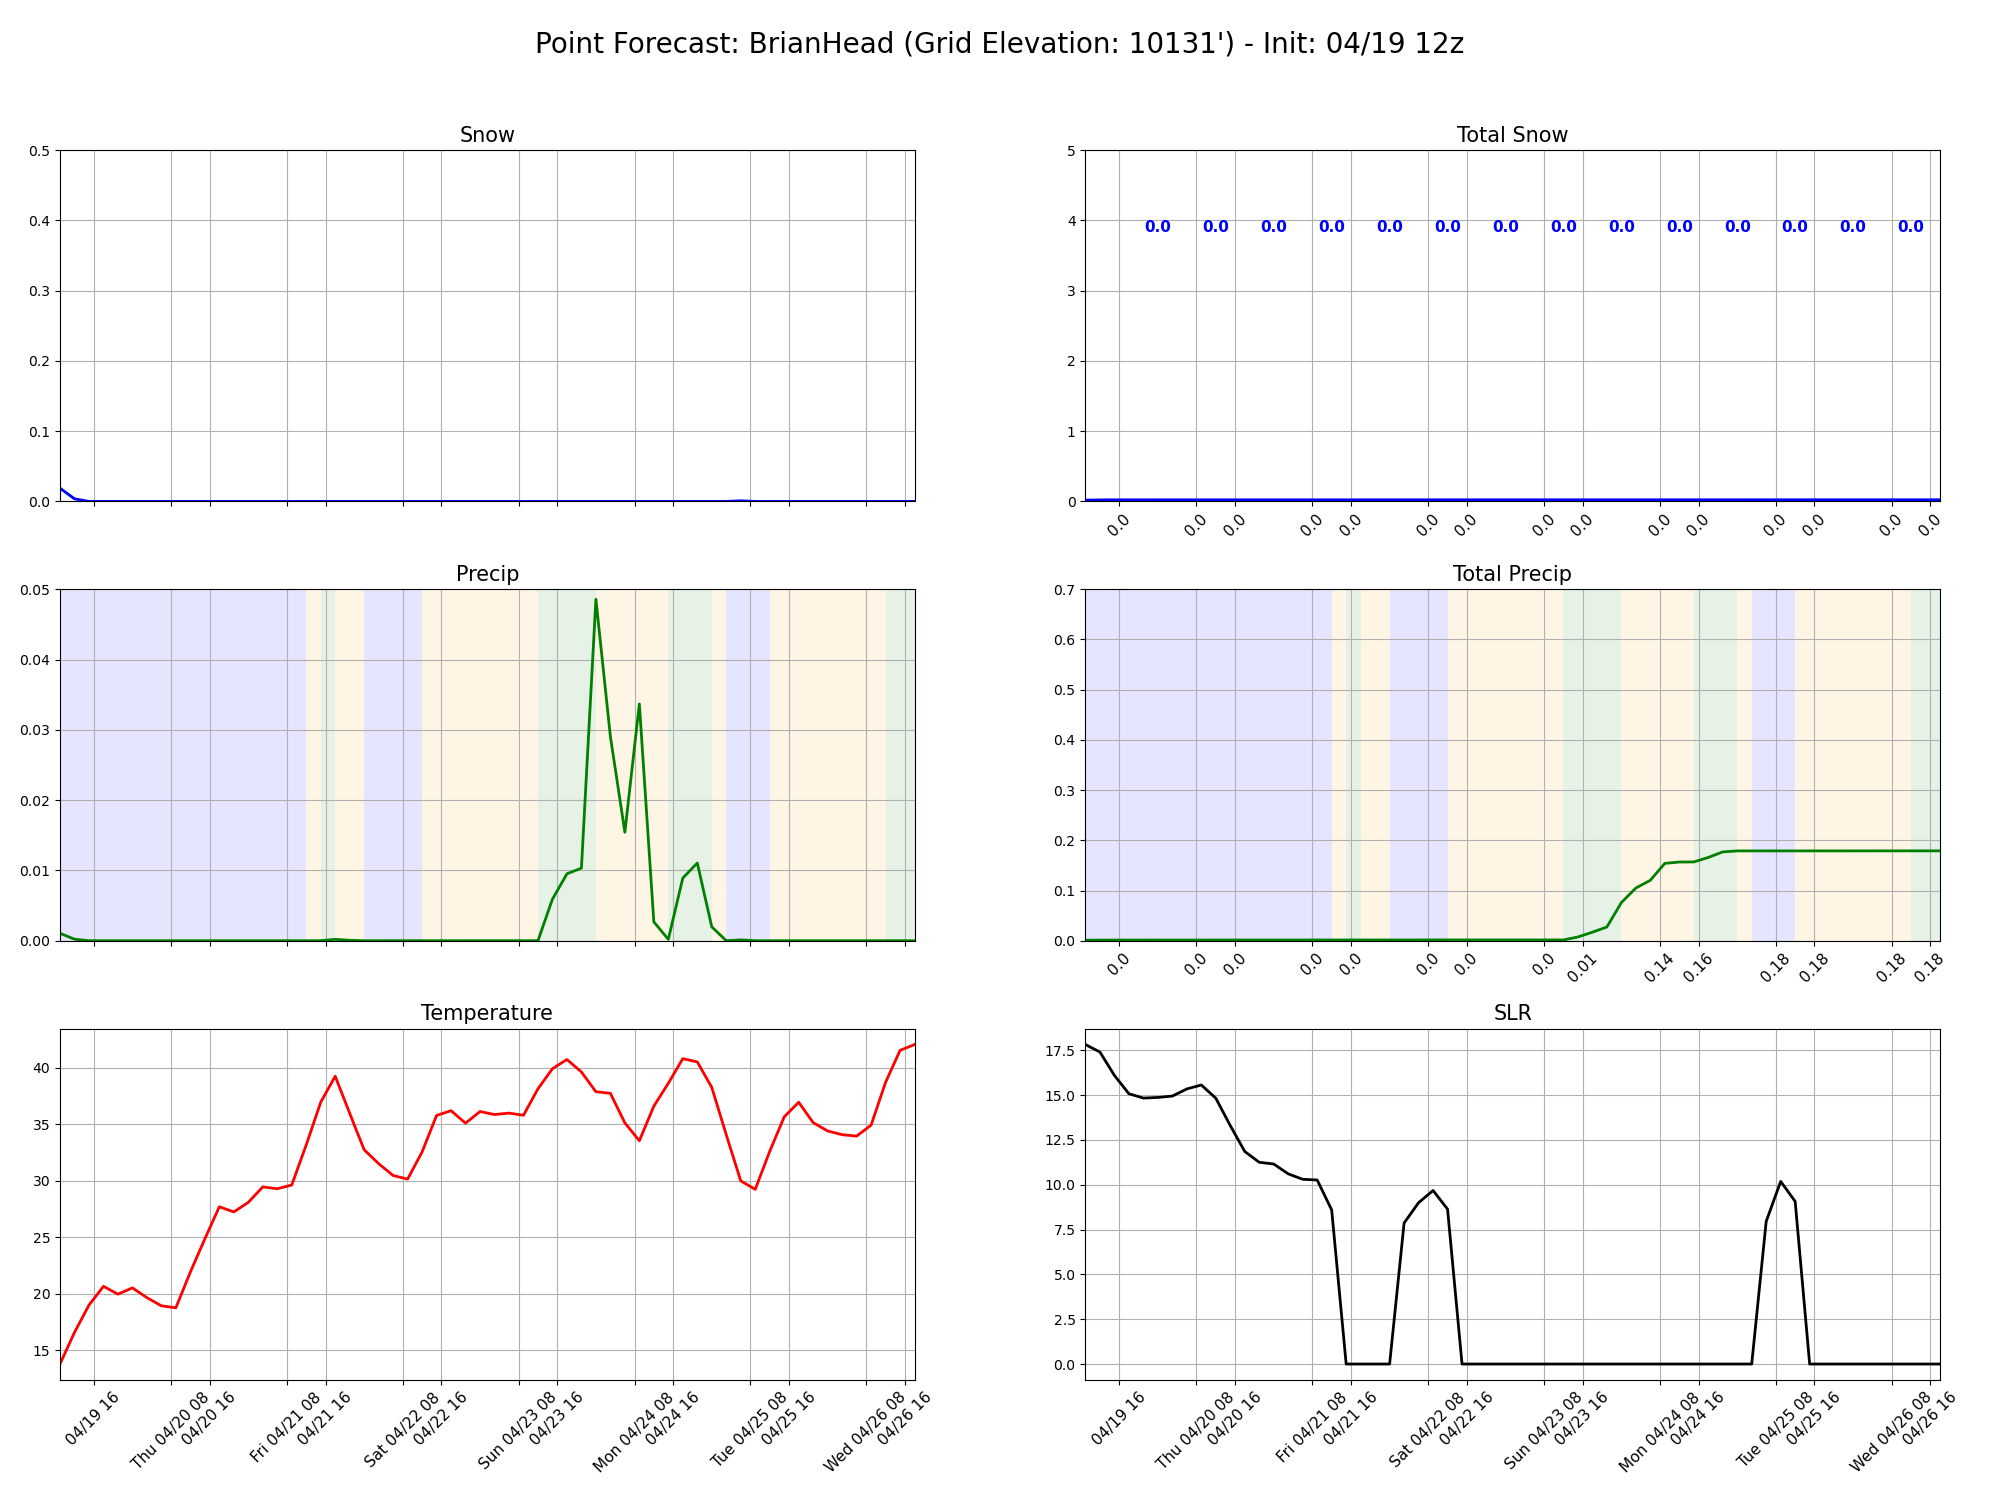 Point Forecast: BrianHead (Grid Elevation: 10131') - Init: 04/19 12z
Snow
0.5
0.4
0.3
0.2
0.1
0.0
Total Snow
5
4
3
2
1
0
0.0 0.0 0.0 0.0 0.0 0.0 0.0 0.0 0.0 0.0 0.0 0.0 0.0 0.0
0.0 0.0 0.0 0.0 0.0 0.0 0.0 0.0 0.0 0.0 0.0 0.0 0.0 0.0 0.0
Precip
0.05
0.04
0.03
0.02
0.01
0.00
Total Precip
0.7
0.6
0.5
0.4
0.3
0.2
0.1
0.0
0.0 0.0 0.0 0.0 0.0 0.0 0.0 0.0 0.01 0.14 0.16 0.18 0.18 0.18 0.18
Temperature
40
35
30
25
20
15
04/19 16
Thu 04/20 08
04/20 16
Fri 04/21 08
04/21 16
Sat 04/22 08
04/22 16
Sun 04/23 08
04/23 16
Mon 04/24 08
04/24 16
Tue 04/25 08
04/25 16
Wed 04/26 08
04/26 16
SLR
17.5
15.0
12.5
10.0
7.5
5.0
2.5
0.0
04/19 16
Thu 04/20 08
04/20 16
Fri 04/21 08
04/21 16
Sat 04/22 08
04/22 16
Sun 04/23 08
04/23 16
Mon 04/24 08
04/24 16
Tue 04/25 08
04/25 16
Wed 04/26 08
04/26 16